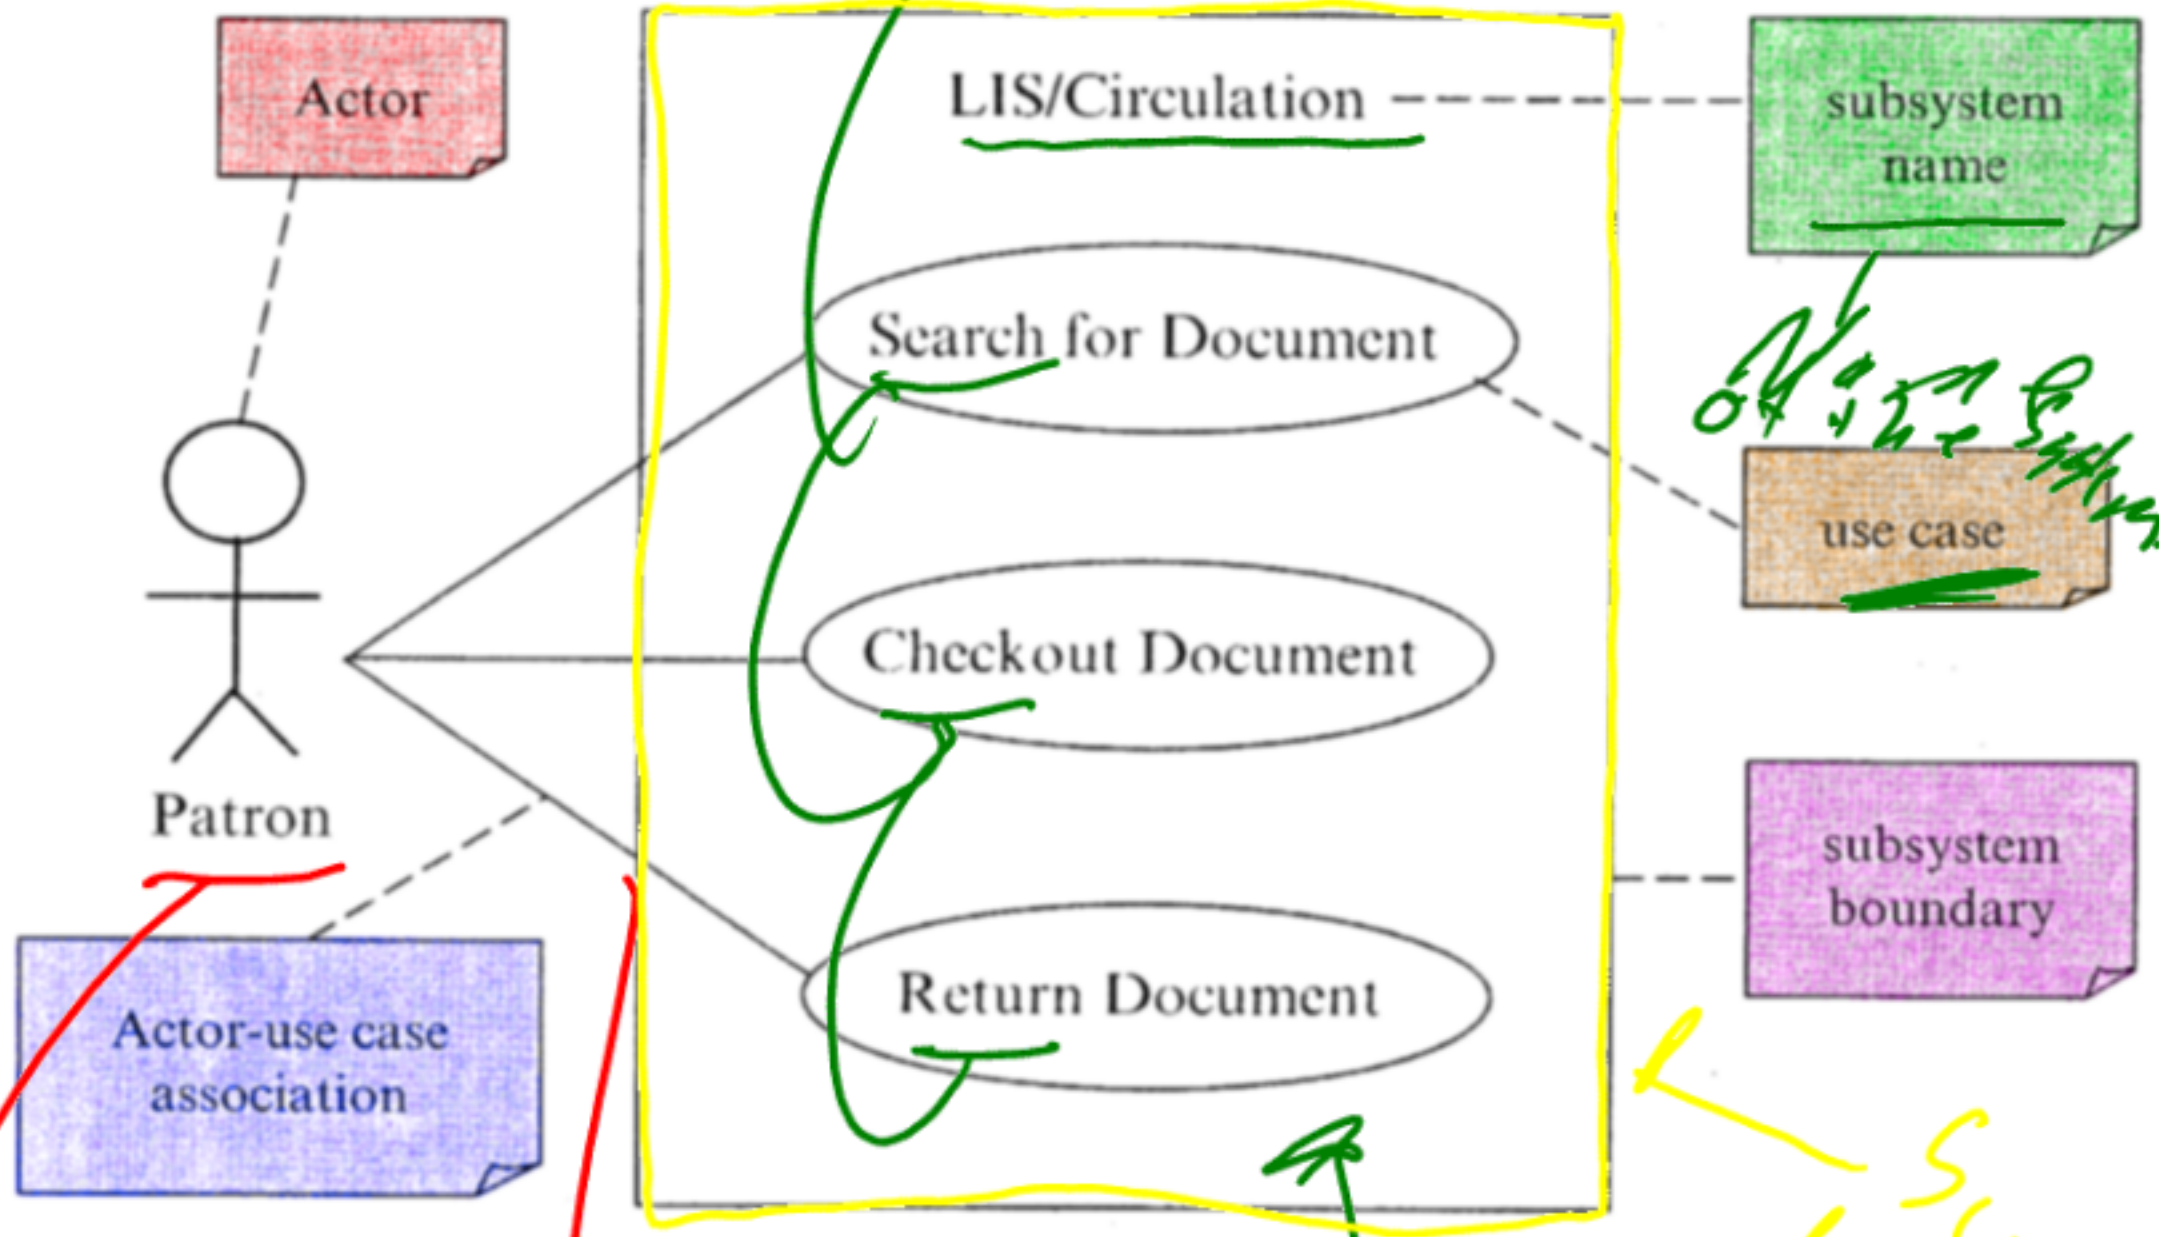 Actor
LIS/Circulation
subsystem
name
Search for Document
use case
Checkout Document
Patron
subsystem
boundary
Actor-use case
association
Return Document